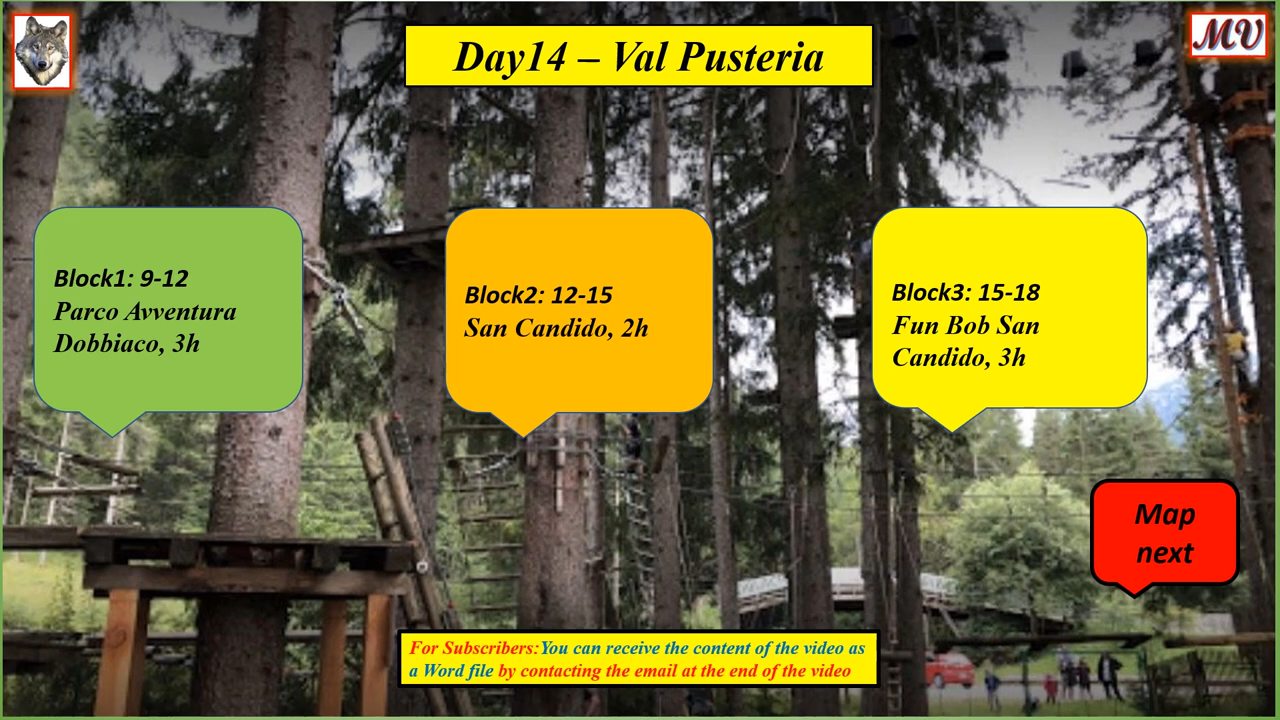 MV
Day14 – Val Pusteria
Block1: 9-12
Parco Avventura
Dobbiaco, 3h
Block2: 12-15
San Candido, 2h
Block3: 15-18
Fun Bob San
Candido, 3h
Map
next
For Subscribers:You can receive the content of the video as
a Word file by contacting the email at the end of the video